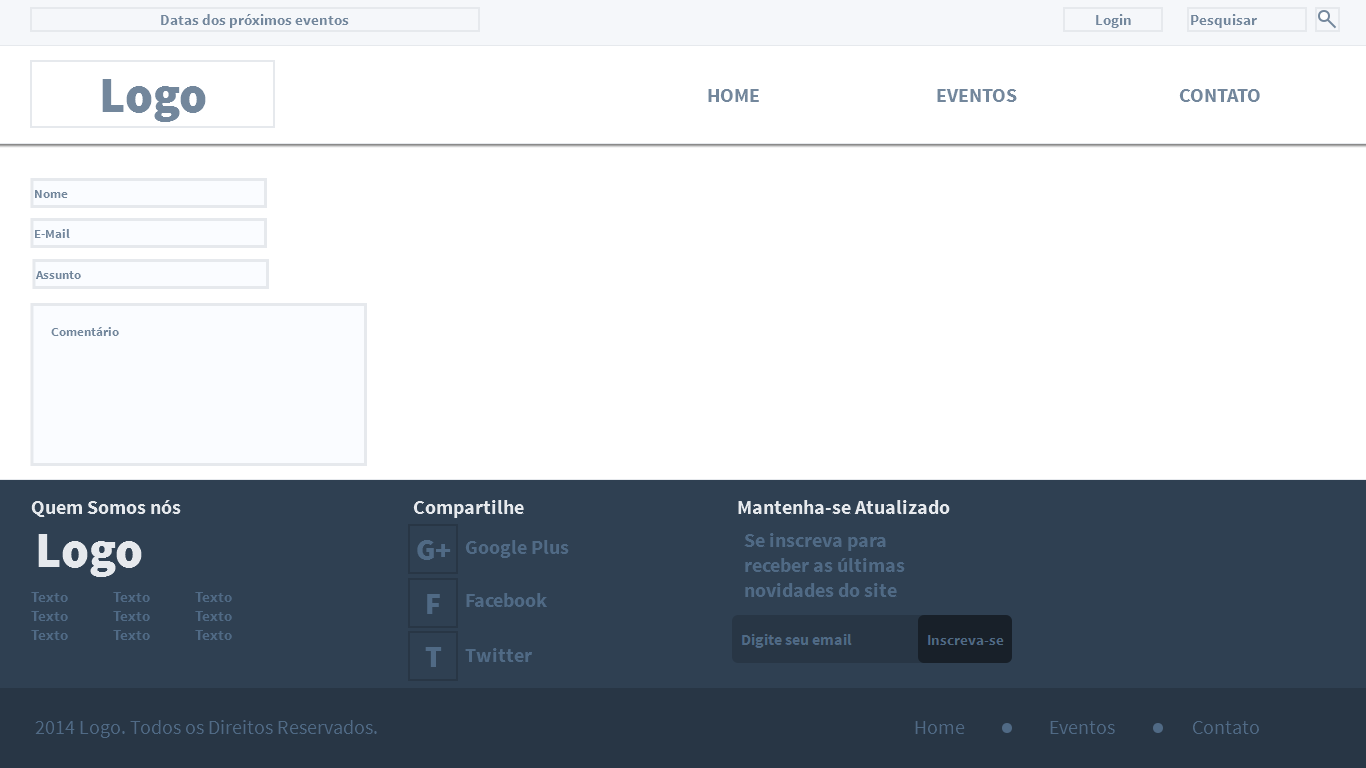 Datas dos próximos eventos
Login
Pesquisar
Logo
HOME
EVENTOS
CONTATO
Nome
E-Mail
Assunto
Comentário
Quem Somos nós
Logo
Texto Texto Texto
Texto Texto Texto
Texto Texto Texto
Compartilhe
G+ Google Plus
F Facebook
T Twitter
Mantenha-se Atualizado
Se inscreva para
receber as últimas
novidades do site
Digite seu email
Inscreva-se
2014 Logo. Todos os Direitos Reservados.
Home
Eventos
Contato